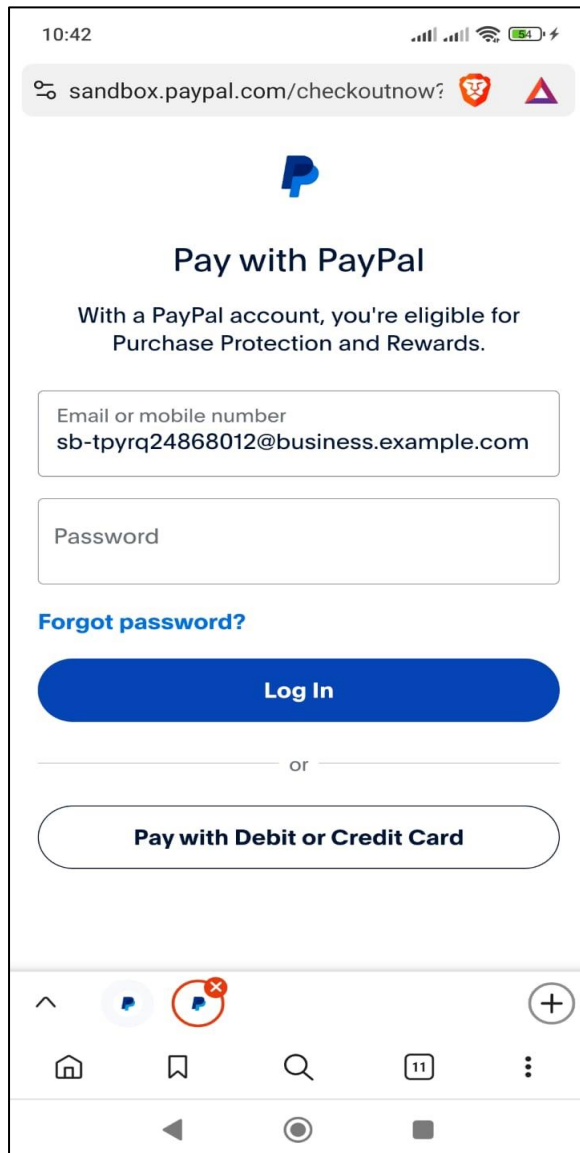 10:42
54
sandbox.paypal.com/checkoutnow?
Pay with PayPal
With a PayPal account, you're eligible for
Purchase Protection and Rewards.
Email or mobile number
sb-tpyrq24868012@business.example.com
Password
Forgot password?
Log In
or
Pay with Debit or Credit Card
11